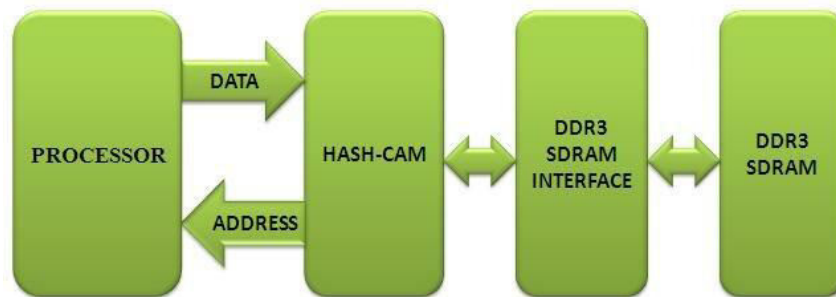 PROCESSOR
DATA
ADDRESS
HASH-CAM
DDR3
SDRAM
INTERFACE
DDR3
SDRAM